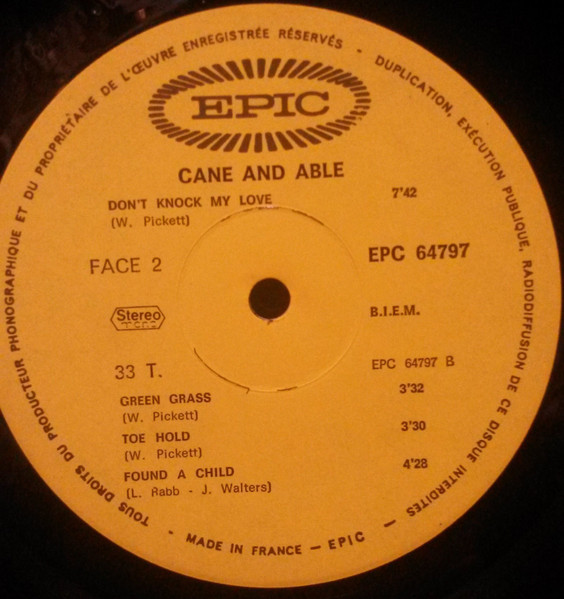 TOUS DROITS DU PRODUCTEUR PHONOGRAPHIQUE ET DU PROPRIÉTAIRE DE L'ŒUVRE ENREGISTRÉE RÉSERVÉS - DUPLICATION, EXÉCUTION PUBLIQUE, RADIODIFFUSION DE CE DISQUE INTERDITES -
EPIC
CANE AND ABLE
DON'T KNOCK MY LOVE 7'42
(W. Pickett)
FACE 2 EPC 64797
Stereo B.I.E.M.
mono
33 T. EPC 64797 B
GREEN GRASS 3'32
(W. Pickett)
TOE HOLD 3'30
(W. Pickett)
FOUND A CHILD 4'28
(L. Rabb - J. Walters)
- MADE IN FRANCE - EPIC